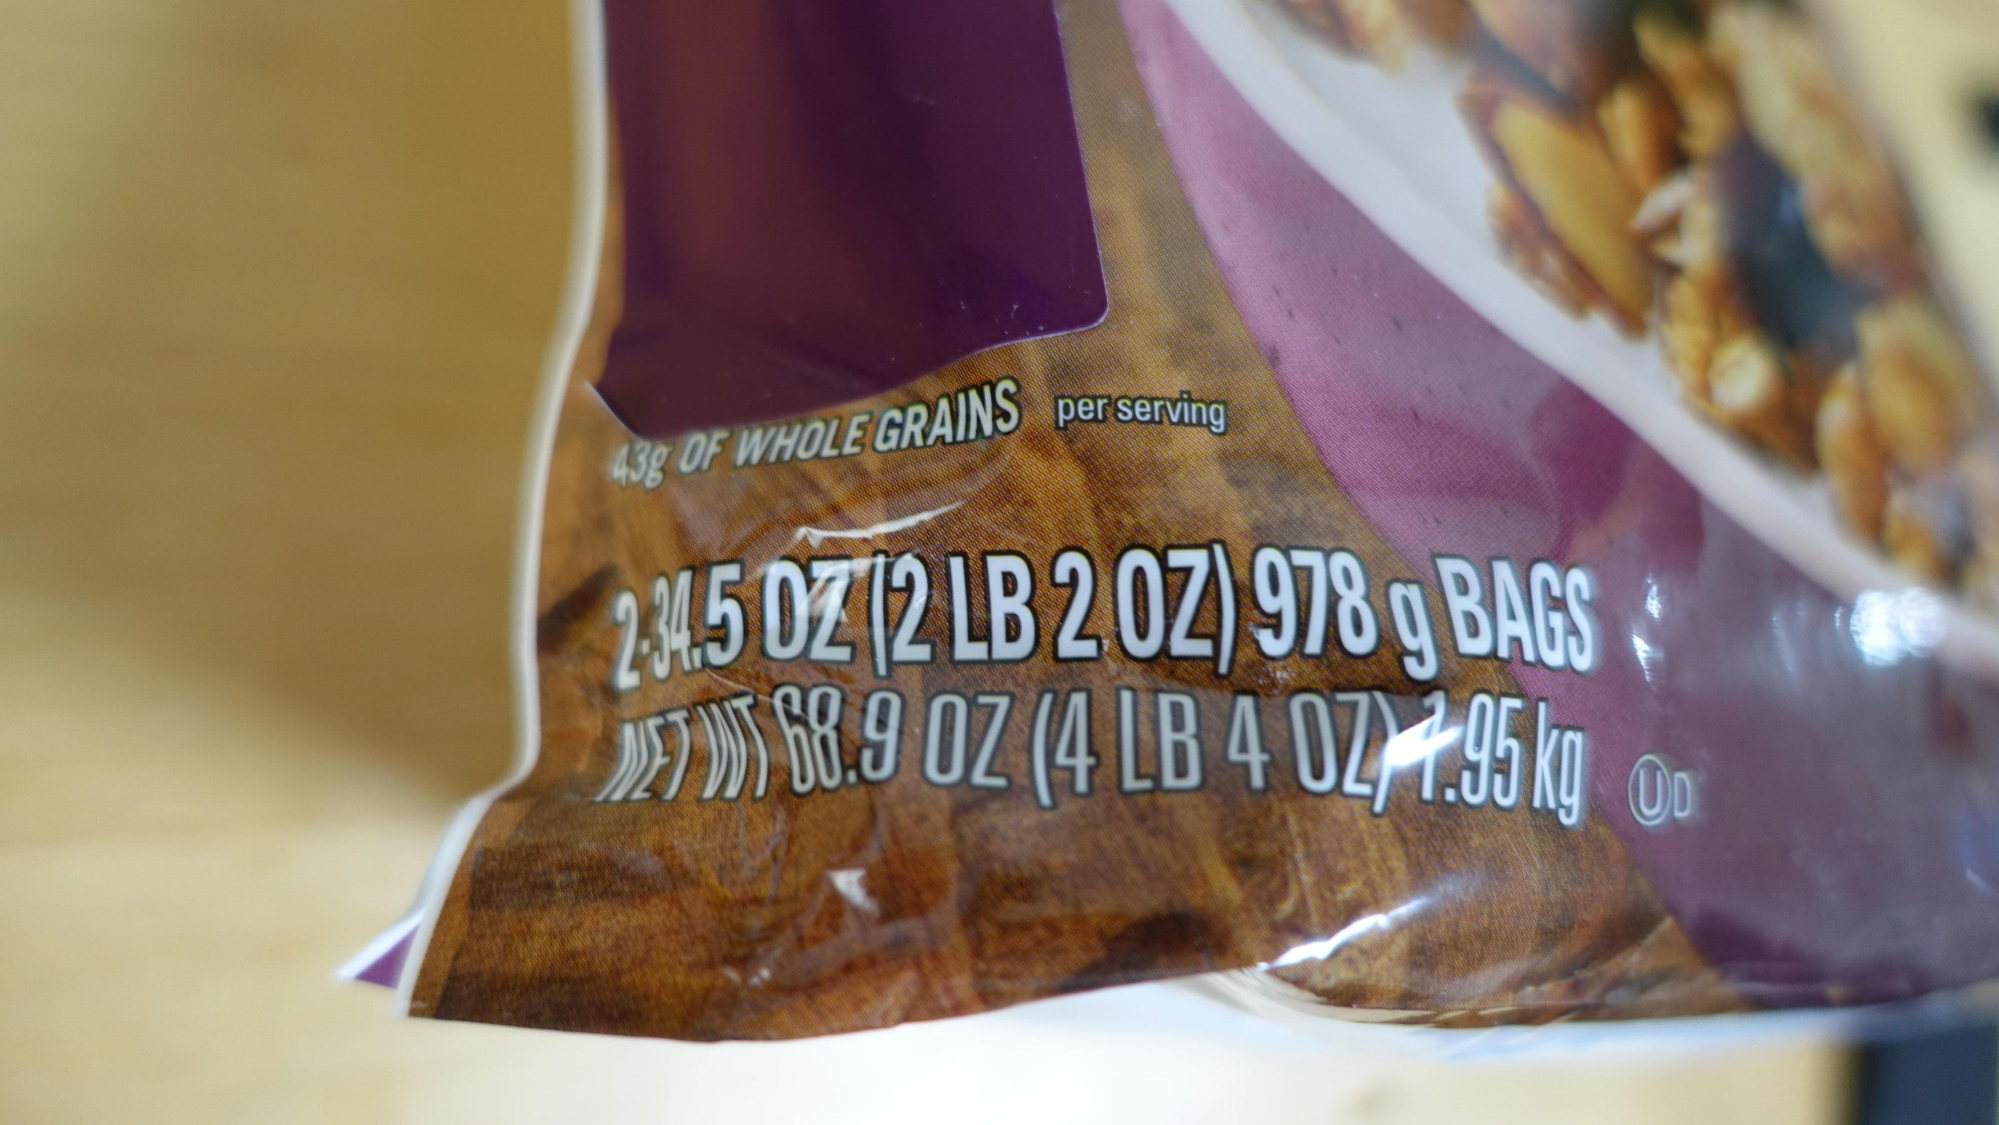 43g OF WHOLE GRAINS per serving
2-34.5 OZ (2 LB 2 OZ) 978 g BAGS
NET WT 68.9 OZ (4 LB 4 OZ) 1.95 kg
UD